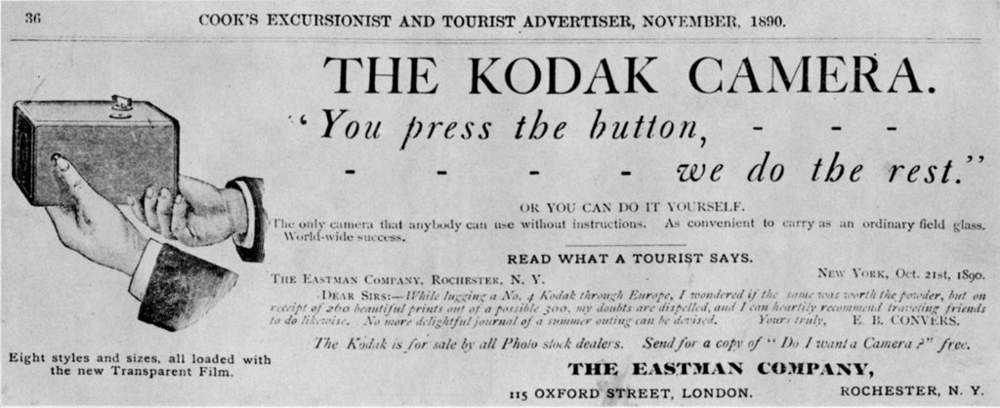 36
COOK'S EXCURSIONIST AND TOURIST ADVERTISER, NOVEMBER, 1890.
THE KODAK CAMERA.
"You press the button, - - -
- - - - we do the rest."
OR YOU CAN DO IT YOURSELF.
The only camera that anybody can use without instructions. As convenient to carry as an ordinary field glass.
World-wide success.
READ WHAT A TOURIST SAYS.
THE EASTMAN COMPANY, ROCHESTER, N. Y.
NEW YORK, Oct. 21st, 1890.
DEAR SIRS:—While lugging a No. 4 Kodak through Europe, I wondered if the same was worth the powder, but on
receipt of 260 beautiful prints out of a possible 300, my doubts are dispelled, and I can heartily recommend traveling friends
to do likewise. No more delightful journal of a summer outing can be devised. Yours truly, E. B. CONVERS.
The Kodak is for sale by all Photo stock dealers. Send for a copy of "Do I want a Camera?" free.
THE EASTMAN COMPANY,
115 OXFORD STREET, LONDON. ROCHESTER, N. Y.
Eight styles and sizes, all loaded with
the new Transparent Film.